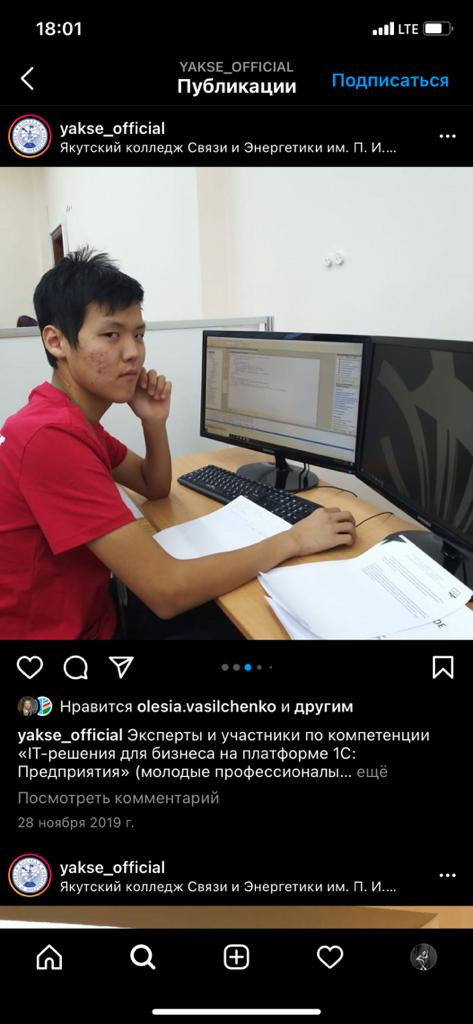 18:01
LTE
YAKSE_OFFICIAL
Публикации
Подписаться
yakse_official
Якутский колледж Связи и Энергетики им. П. И....
Нравится olesia.vasilchenko и другим
yakse_official Эксперты и участники по компетенции
«IT-решения для бизнеса на платформе 1С:
Предприятия» (молодые профессионалы... ещё
Посмотреть комментарий
28 ноября 2019 г.
yakse_official
Якутский колледж Связи и Энергетики им. П. И....